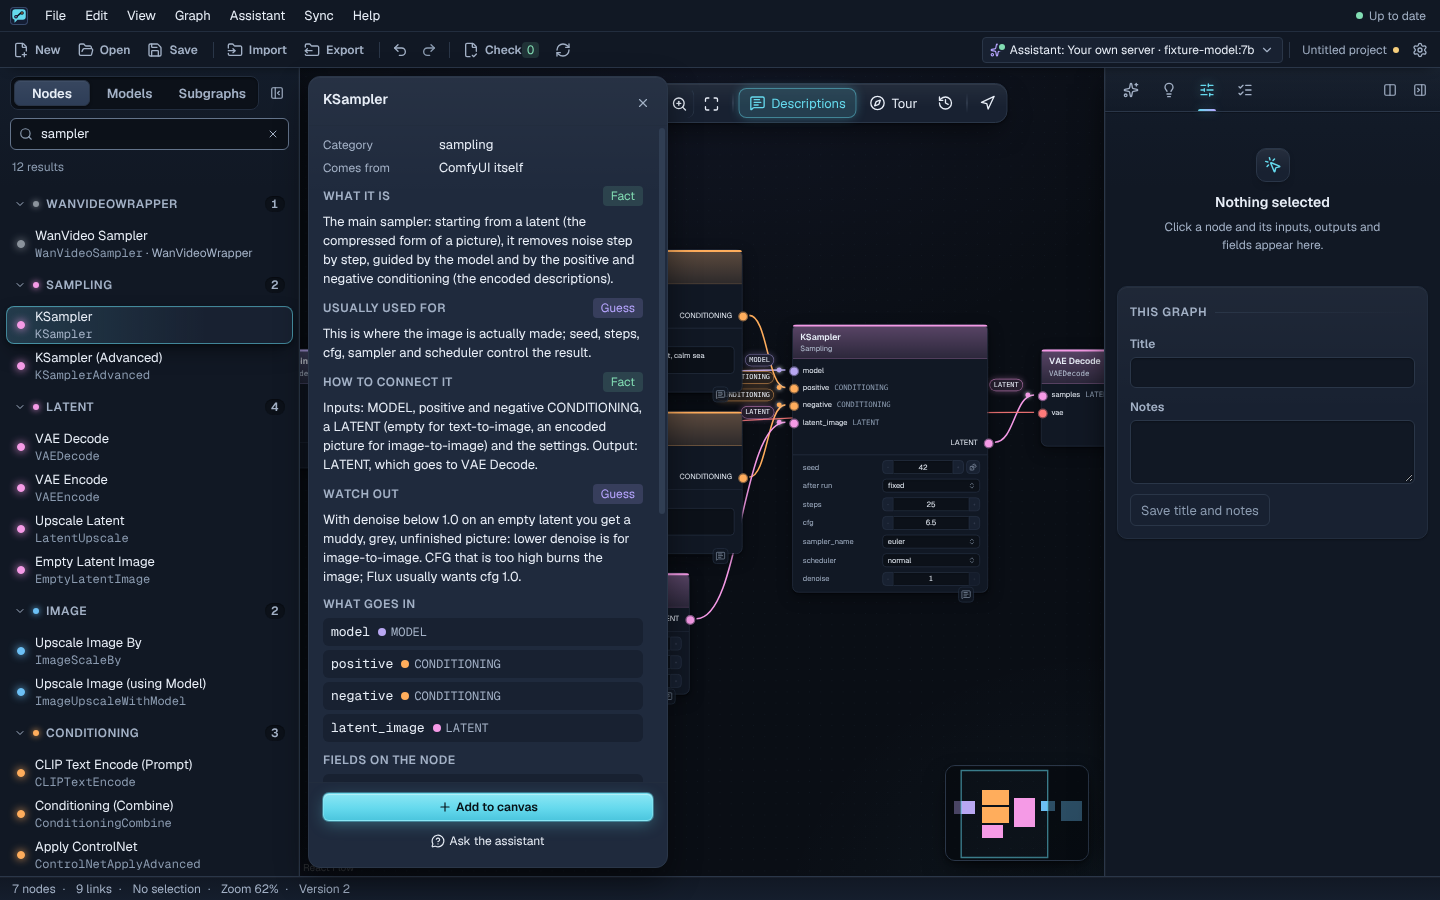 File Edit View Graph Assistant Sync Help
Up to date
New Open Save Import Export Check 0
Assistant: Your own server · fixture-model:7b
Untitled project
Nodes Models Subgraphs
sampler
12 results
WANVIDEOWRAPPER 1
WanVideo Sampler
WanVideoSampler · WanVideoWrapper
SAMPLING 2
KSampler
KSampler
KSampler (Advanced)
KSamplerAdvanced
LATENT 4
VAE Decode
VAEDecode
VAE Encode
VAEEncode
Upscale Latent
LatentUpscale
Empty Latent Image
EmptyLatentImage
IMAGE 2
Upscale Image By
ImageScaleBy
Upscale Image (using Model)
ImageUpscaleWithModel
CONDITIONING 3
CLIP Text Encode (Prompt)
CLIPTextEncode
Conditioning (Combine)
ConditioningCombine
Apply ControlNet
ControlNetApplyAdvanced
KSampler
Category sampling
Comes from ComfyUI itself
WHAT IT IS Fact
The main sampler: starting from a latent (the
compressed form of a picture), it removes noise step
by step, guided by the model and by the positive and
negative conditioning (the encoded descriptions).
USUALLY USED FOR Guess
This is where the image is actually made; seed, steps,
cfg, sampler and scheduler control the result.
HOW TO CONNECT IT Fact
Inputs: MODEL, positive and negative CONDITIONING,
a LATENT (empty for text-to-image, an encoded
picture for image-to-image) and the settings. Output:
LATENT, which goes to VAE Decode.
WATCH OUT Guess
With denoise below 1.0 on an empty latent you get a
muddy, grey, unfinished picture: lower denoise is for
image-to-image. CFG that is too high burns the
image; Flux usually wants cfg 1.0.
WHAT GOES IN
model MODEL
positive CONDITIONING
negative CONDITIONING
latent_image LATENT
FIELDS ON THE NODE
Add to canvas
Ask the assistant
Descriptions Tour
CONDITIONING
t, calm sea
CONDITIONING
ENT
MODEL
TIONING
NDITIONING
LATENT
KSampler
Sampling
model
positive CONDITIONING
negative CONDITIONING
latent_image LATENT
LATENT
seed 42
after run fixed
steps 25
cfg 6.5
sampler_name euler
scheduler normal
denoise 1
LATENT
VAE Decode
VAEDecode
samples LATE
vae
Nothing selected
Click a node and its inputs, outputs and
fields appear here.
THIS GRAPH
Title
Notes
Save title and notes
7 nodes · 9 links · No selection · Zoom 62% · Version 2